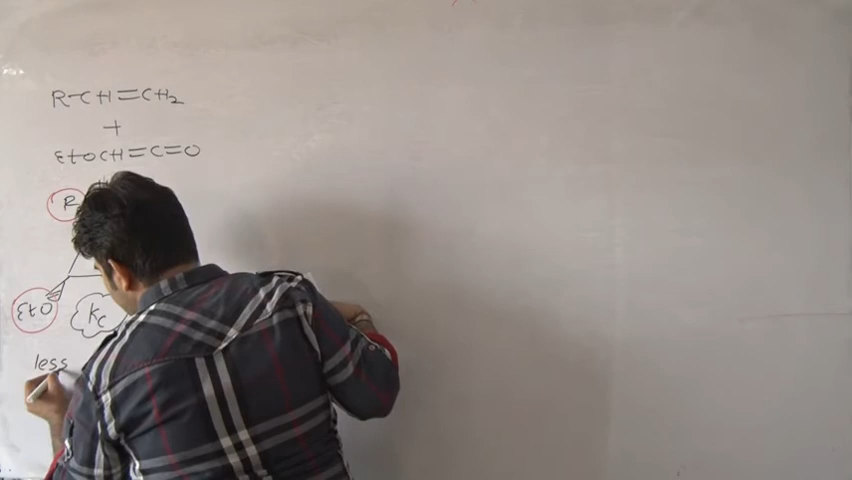 R-CH=CH2
+
EtOCH=C=O
R
EtO
Kc
less